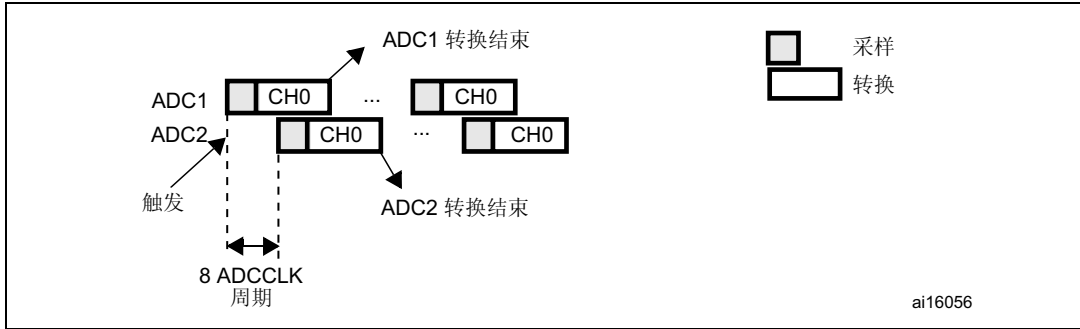 ADC1 转换结束
采样
转换
ADC1 CH0 ... CH0
ADC2 CH0 ... CH0
触发
ADC2 转换结束
8 ADCCLK
周期
ai16056